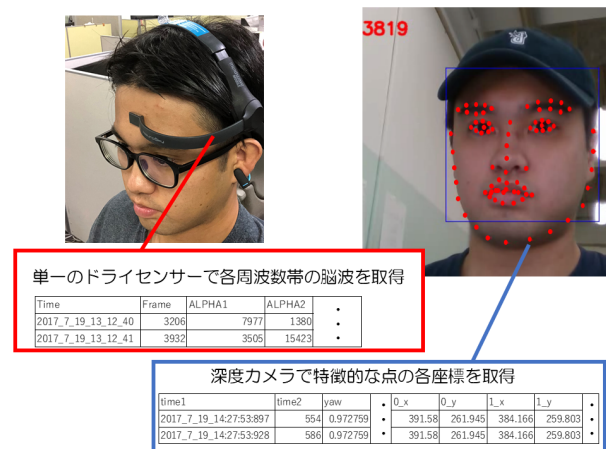 3819
単一のドライセンサーで各周波数帯の脳波を取得
Time Frame ALPHA1 ALPHA2
2017_7_19_13_12_40 3206 7977 1380
2017_7_19_13_12_41 3932 3505 15423
深度カメラで特徴的な点の各座標を取得
time1 time2 yaw 0_x 0_y 1_x 1_y
2017_7_19_14:27:53:897 554 0.972759 391.58 261.945 384.166 259.803
2017_7_19_14:27:53:928 586 0.972759 391.58 261.945 384.166 259.803